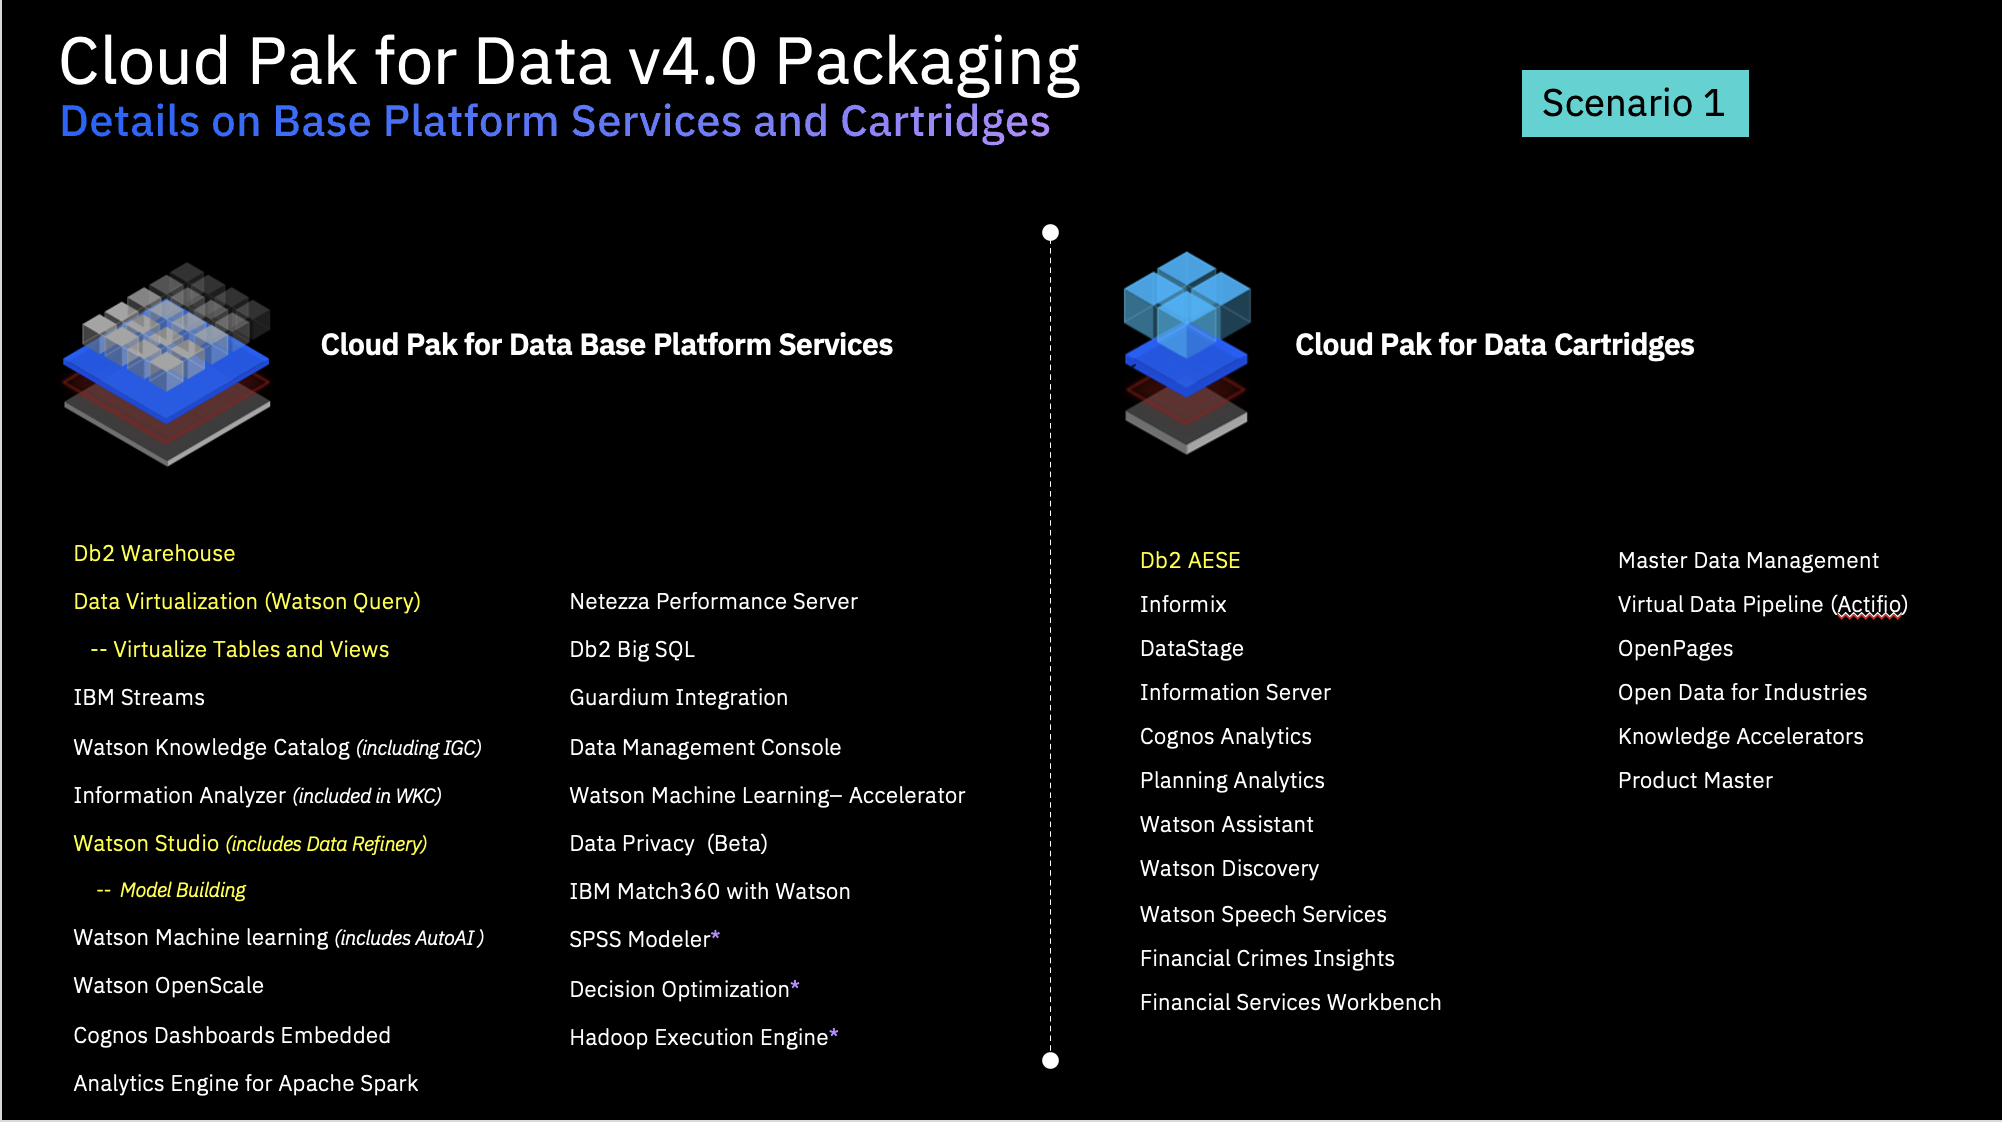 Cloud Pak for Data v4.0 Packaging
Details on Base Platform Services and Cartridges
Scenario 1
Cloud Pak for Data Base Platform Services
Db2 Warehouse
Data Virtualization (Watson Query)
-- Virtualize Tables and Views
IBM Streams
Watson Knowledge Catalog (including IGC)
Information Analyzer (included in WKC)
Watson Studio (includes Data Refinery)
-- Model Building
Watson Machine learning (includes AutoAI )
Watson OpenScale
Cognos Dashboards Embedded
Analytics Engine for Apache Spark
Netezza Performance Server
Db2 Big SQL
Guardium Integration
Data Management Console
Watson Machine Learning– Accelerator
Data Privacy  (Beta)
IBM Match360 with Watson
SPSS Modeler*
Decision Optimization*
Hadoop Execution Engine*
Cloud Pak for Data Cartridges
Db2 AESE
Informix
DataStage
Information Server
Cognos Analytics
Planning Analytics
Watson Assistant
Watson Discovery
Watson Speech Services
Financial Crimes Insights
Financial Services Workbench
Master Data Management
Virtual Data Pipeline (Actifio)
OpenPages
Open Data for Industries
Knowledge Accelerators
Product Master